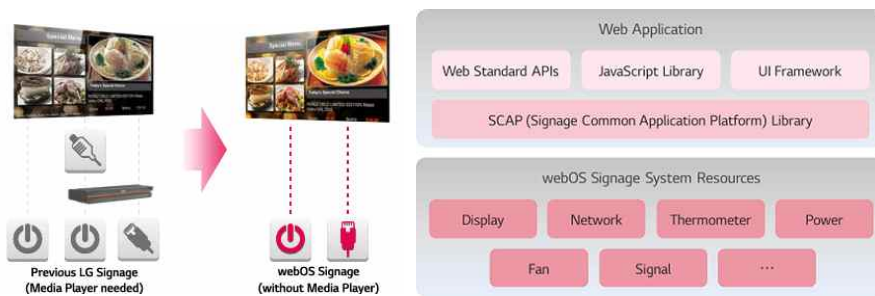 Special Menu
Today's Special Choice
Special Menu
Today's Special Choice
Previous LG Signage
(Media Player needed)
webOS Signage
(without Media Player)
Web Application
Web Standard APIs
JavaScript Library
UI Framework
SCAP (Signage Common Application Platform) Library
webOS Signage System Resources
Display
Network
Thermometer
Power
Fan
Signal
...